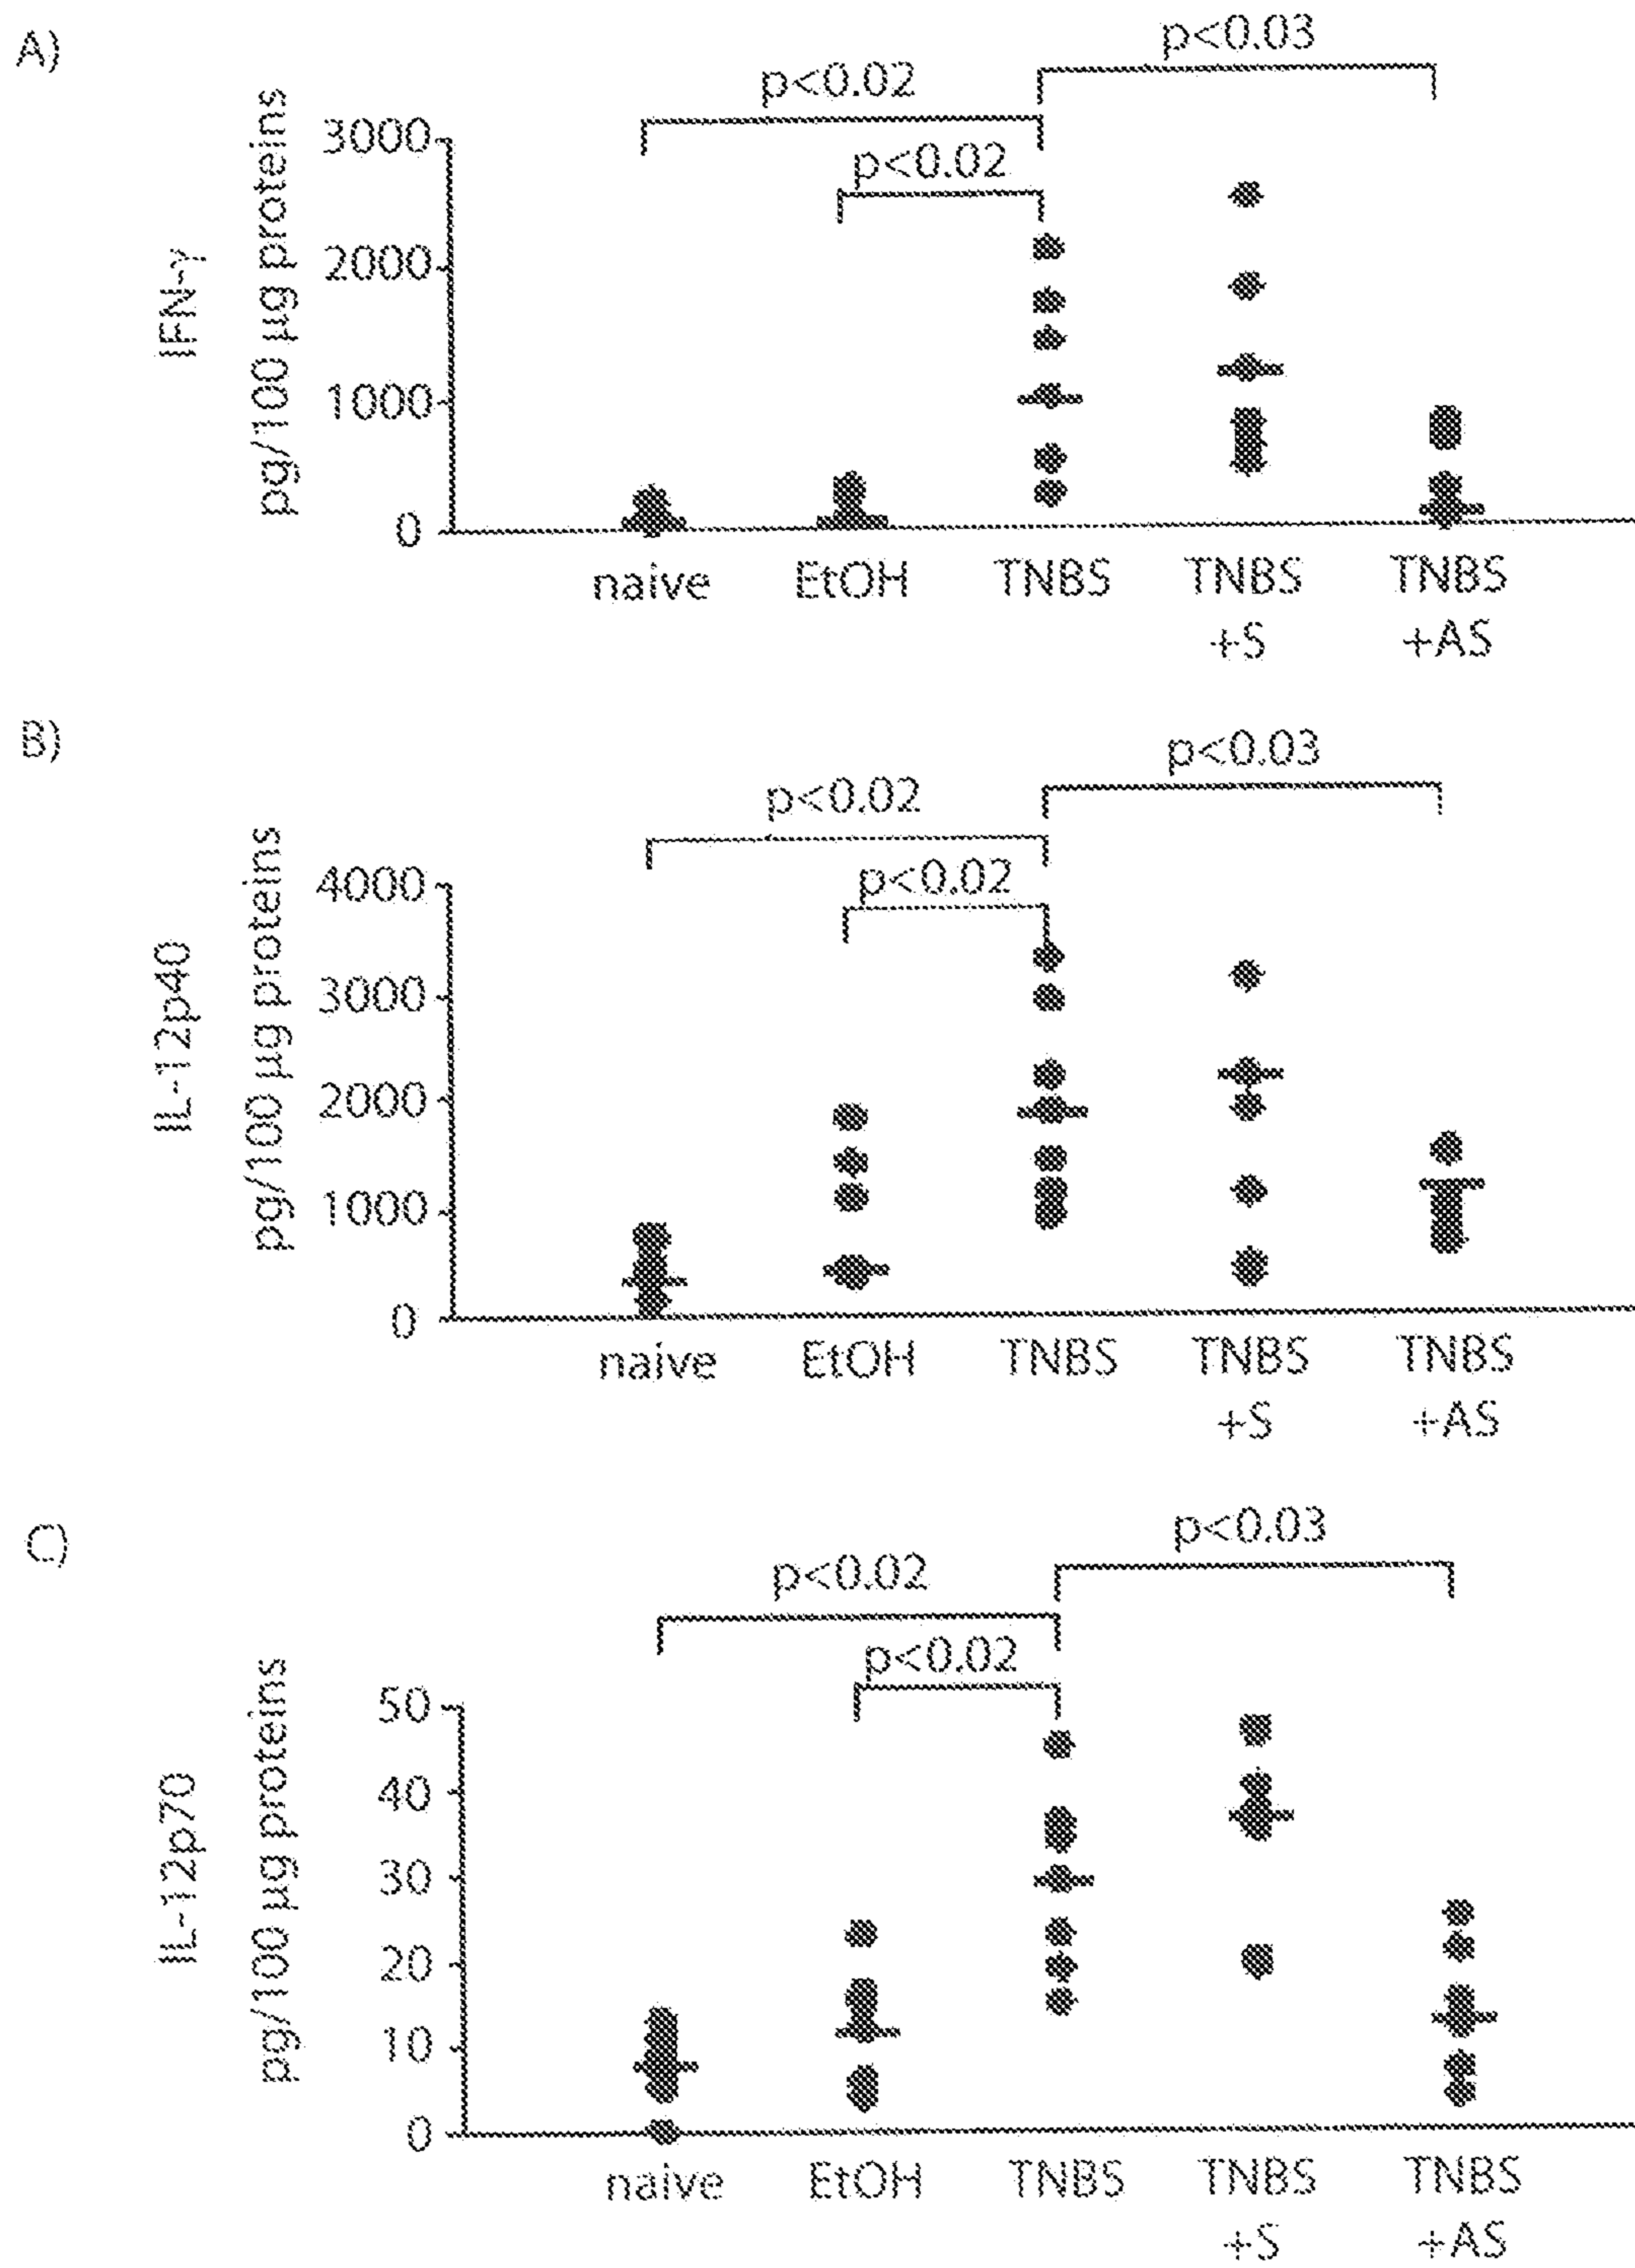 A)
p<0.03
p<0.02
p<0.02
IFN-γ
pg/100 µg proteins
3000
2000
1000
0
naive
EtOH
TNBS
TNBS
+S
TNBS
+AS
B)
p<0.03
p<0.02
p<0.02
IL-12p40
pg/100 µg proteins
4000
3000
2000
1000
0
naive
EtOH
TNBS
TNBS
+S
TNBS
+AS
C)
p<0.03
p<0.02
p<0.02
IL-12p70
pg/100 µg proteins
50
40
30
20
10
0
naive
EtOH
TNBS
TNBS
+S
TNBS
+AS